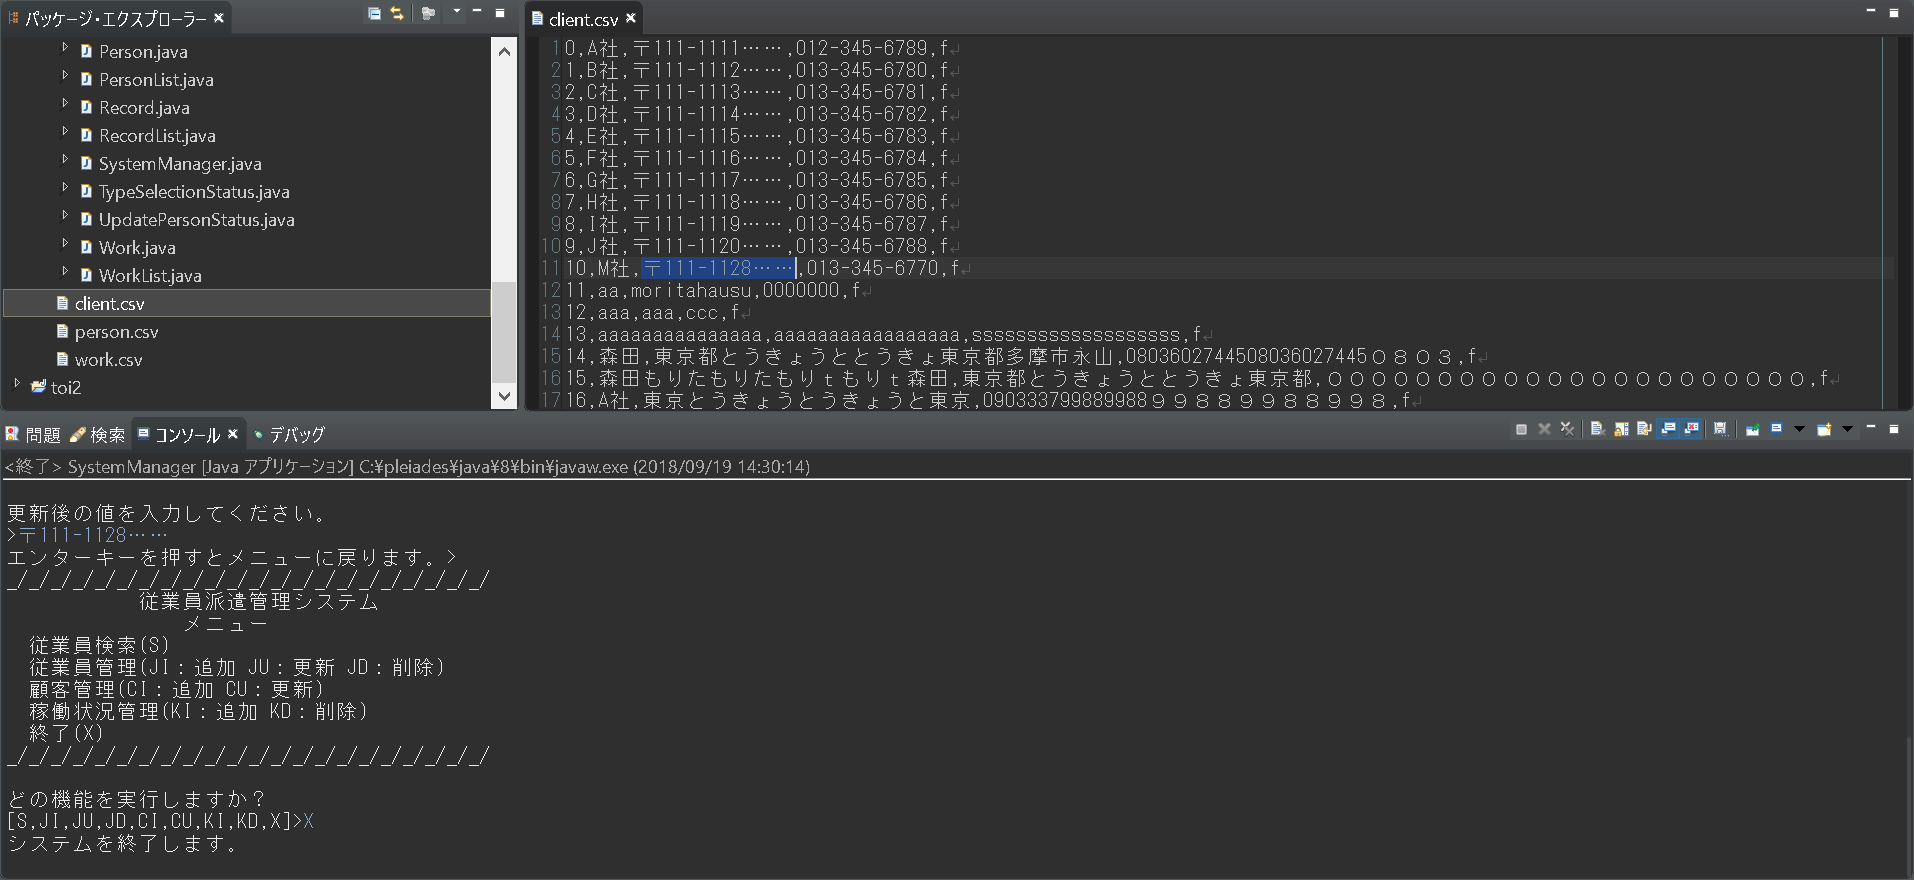 パッケージ・エクスプローラー
Person.java
PersonList.java
Record.java
RecordList.java
SystemManager.java
TypeSelectionStatus.java
UpdatePersonStatus.java
Work.java
WorkList.java
client.csv
person.csv
work.csv
toi2
client.csv
1 0,A社,〒111-1111……,012-345-6789,f
2 1,B社,〒111-1112……,013-345-6780,f
3 2,C社,〒111-1113……,013-345-6781,f
4 3,D社,〒111-1114……,013-345-6782,f
5 4,E社,〒111-1115……,013-345-6783,f
6 5,F社,〒111-1116……,013-345-6784,f
7 6,G社,〒111-1117……,013-345-6785,f
8 7,H社,〒111-1118……,013-345-6786,f
9 8,I社,〒111-1119……,013-345-6787,f
10 9,J社,〒111-1120……,013-345-6788,f
11 10,M社,〒111-1128……,013-345-6770,f
12 11,aa,moritahausu,0000000,f
13 12,aaa,aaa,ccc,f
14 13,aaaaaaaaaaaaaaa,aaaaaaaaaaaaaaaaa,sssssssssssssssssss,f
15 14,森田,東京都とうきょうととうきょ東京都多摩市永山,08036027445080360274450８０３,f
16 15,森田もりたもりたもりｔもりｔ森田,東京都とうきょうととうきょ東京都,００００００００００００００００００００００,f
17 16,A社,東京とうきょうとうきょうと東京,090333799889988９９８８９９８８９９８,f
問題 検索 コンソール デバッグ
<終了> SystemManager [Java アプリケーション] C:¥pleiades¥java¥8¥bin¥javaw.exe (2018/09/19 14:30:14)
更新後の値を入力してください。
>〒111-1128……
エンターキーを押すとメニューに戻ります。>
_/_/_/_/_/_/_/_/_/_/_/_/_/_/_/_/_/_/_/_/_/_/
従業員派遣管理システム
メニュー
従業員検索(S)
従業員管理(JI：追加 JU：更新 JD：削除)
顧客管理(CI：追加 CU：更新)
稼働状況管理(KI：追加 KD：削除)
終了(X)
_/_/_/_/_/_/_/_/_/_/_/_/_/_/_/_/_/_/_/_/_/_/
どの機能を実行しますか？
[S,JI,JU,JD,CI,CU,KI,KD,X]>X
システムを終了します。